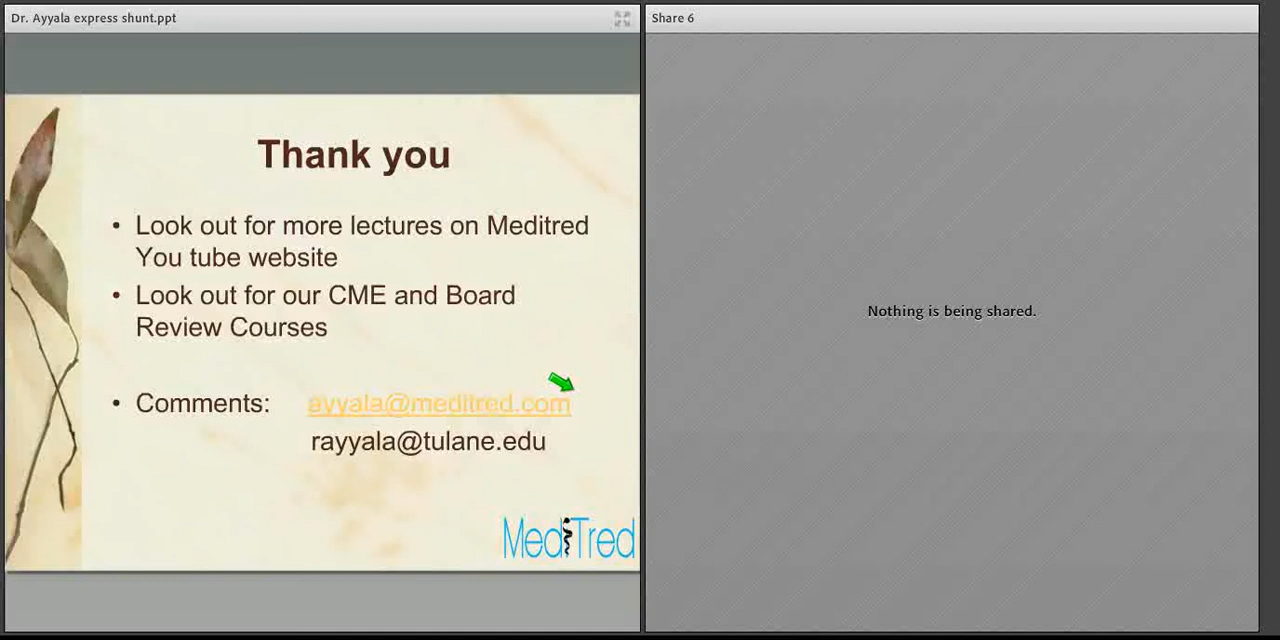 Dr. Ayyala express shunt.ppt
Share 6
Thank you
• Look out for more lectures on Meditred
You tube website
• Look out for our CME and Board
Review Courses
• Comments: ayyala@meditred.com
rayyala@tulane.edu
MediTred
Nothing is being shared.